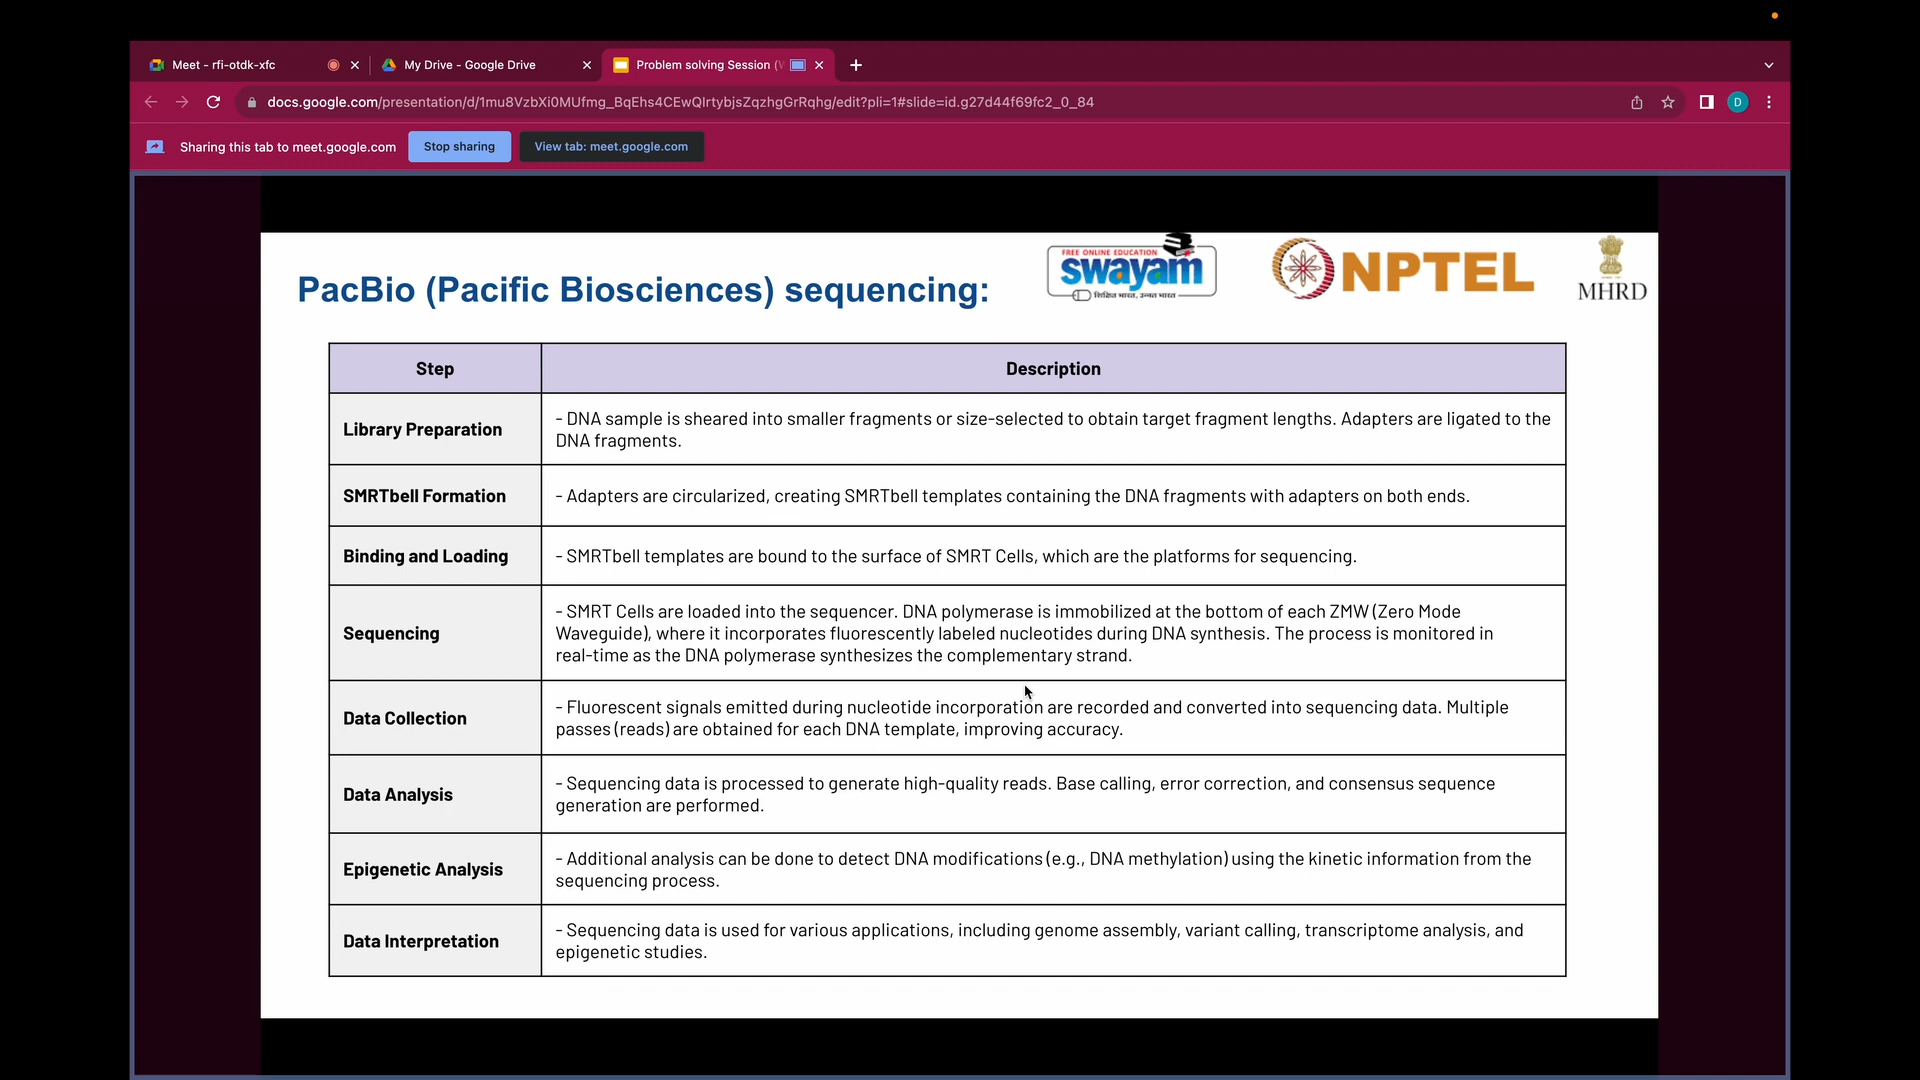 Meet - rfi-otdk-xfc
My Drive - Google Drive
Problem solving Session (
docs.google.com/presentation/d/1mu8VzbXi0MUfmg_BqEhs4CEwQIrtybjsZqzhgGrRqhg/edit?pli=1#slide=id.g27d44f69fc2_0_84
D
Sharing this tab to meet.google.com
Stop sharing
View tab: meet.google.com
PacBio (Pacific Biosciences) sequencing:
FREE ONLINE EDUCATION
swayam
शिक्षित भारत, उन्नत भारत
NPTEL
MHRD
Step
Description
Library Preparation
- DNA sample is sheared into smaller fragments or size-selected to obtain target fragment lengths. Adapters are ligated to the
DNA fragments.
SMRTbell Formation
- Adapters are circularized, creating SMRTbell templates containing the DNA fragments with adapters on both ends.
Binding and Loading
- SMRTbell templates are bound to the surface of SMRT Cells, which are the platforms for sequencing.
Sequencing
- SMRT Cells are loaded into the sequencer. DNA polymerase is immobilized at the bottom of each ZMW (Zero Mode
Waveguide), where it incorporates fluorescently labeled nucleotides during DNA synthesis. The process is monitored in
real-time as the DNA polymerase synthesizes the complementary strand.
Data Collection
- Fluorescent signals emitted during nucleotide incorporation are recorded and converted into sequencing data. Multiple
passes (reads) are obtained for each DNA template, improving accuracy.
Data Analysis
- Sequencing data is processed to generate high-quality reads. Base calling, error correction, and consensus sequence
generation are performed.
Epigenetic Analysis
- Additional analysis can be done to detect DNA modifications (e.g., DNA methylation) using the kinetic information from the
sequencing process.
Data Interpretation
- Sequencing data is used for various applications, including genome assembly, variant calling, transcriptome analysis, and
epigenetic studies.